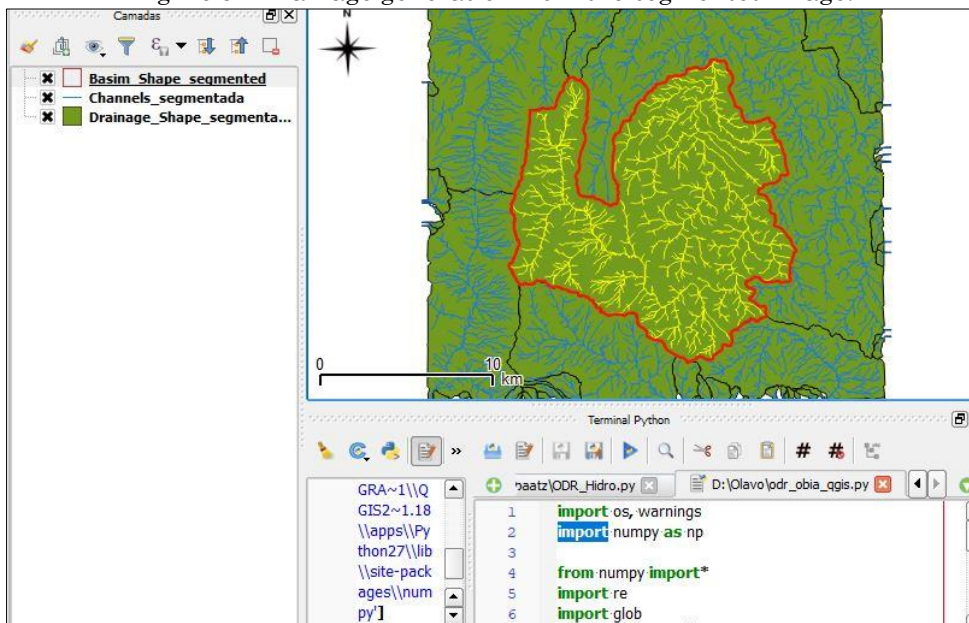 Camadas
Basim_Shape_segmented
Channels_segmentada
Drainage_Shape_segmenta...
N
0 10
km
Terminal Python
GRA~1\\Q
GIS2~1.18
\\apps\\Py
thon27\\lib
\\site-pack
ages\\num
py']
paatz\ODR_Hidro.py
D:\Olavo\odr_obia_qgis.py
1 import os, warnings
2 import numpy as np
3
4 from numpy import*
5 import re
6 import glob